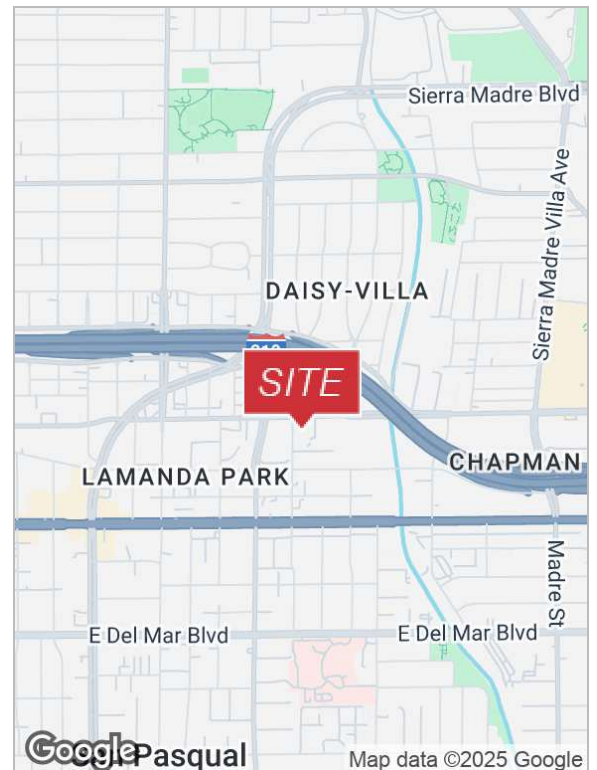 Sierra Madre Blvd
Sierra Madre Villa Ave
DAISY-VILLA
SITE
CHAPMAN
LAMANDA PARK
Madre St
E Del Mar Blvd
E Del Mar Blvd
Google
Pasqual
Map data ©2025 Google